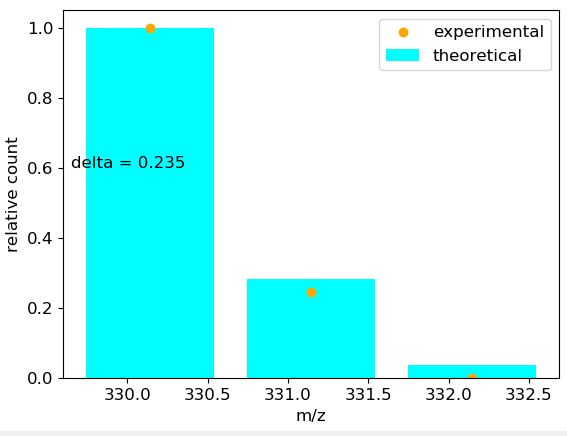 1.0
0.8
0.6
0.4
0.2
0.0
relative count
delta = 0.235
experimental
theoretical
330.0 330.5 331.0 331.5 332.0 332.5
m/z